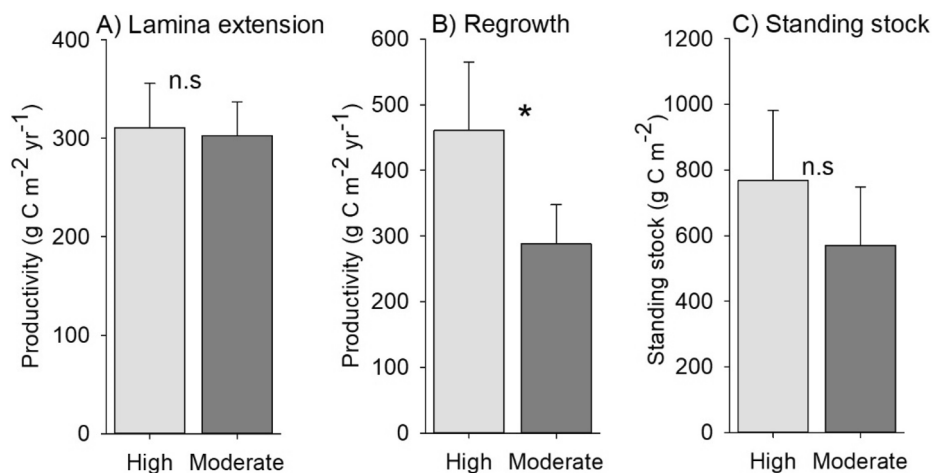 A) Lamina extension
Productivity (g C m⁻² yr⁻¹)
400
300
200
100
0
n.s
High Moderate
B) Regrowth
Productivity (g C m⁻² yr⁻¹)
600
500
400
300
200
100
0
*
High Moderate
C) Standing stock
Standing stock (g C m⁻²)
1200
1000
800
600
400
200
0
n.s
High Moderate